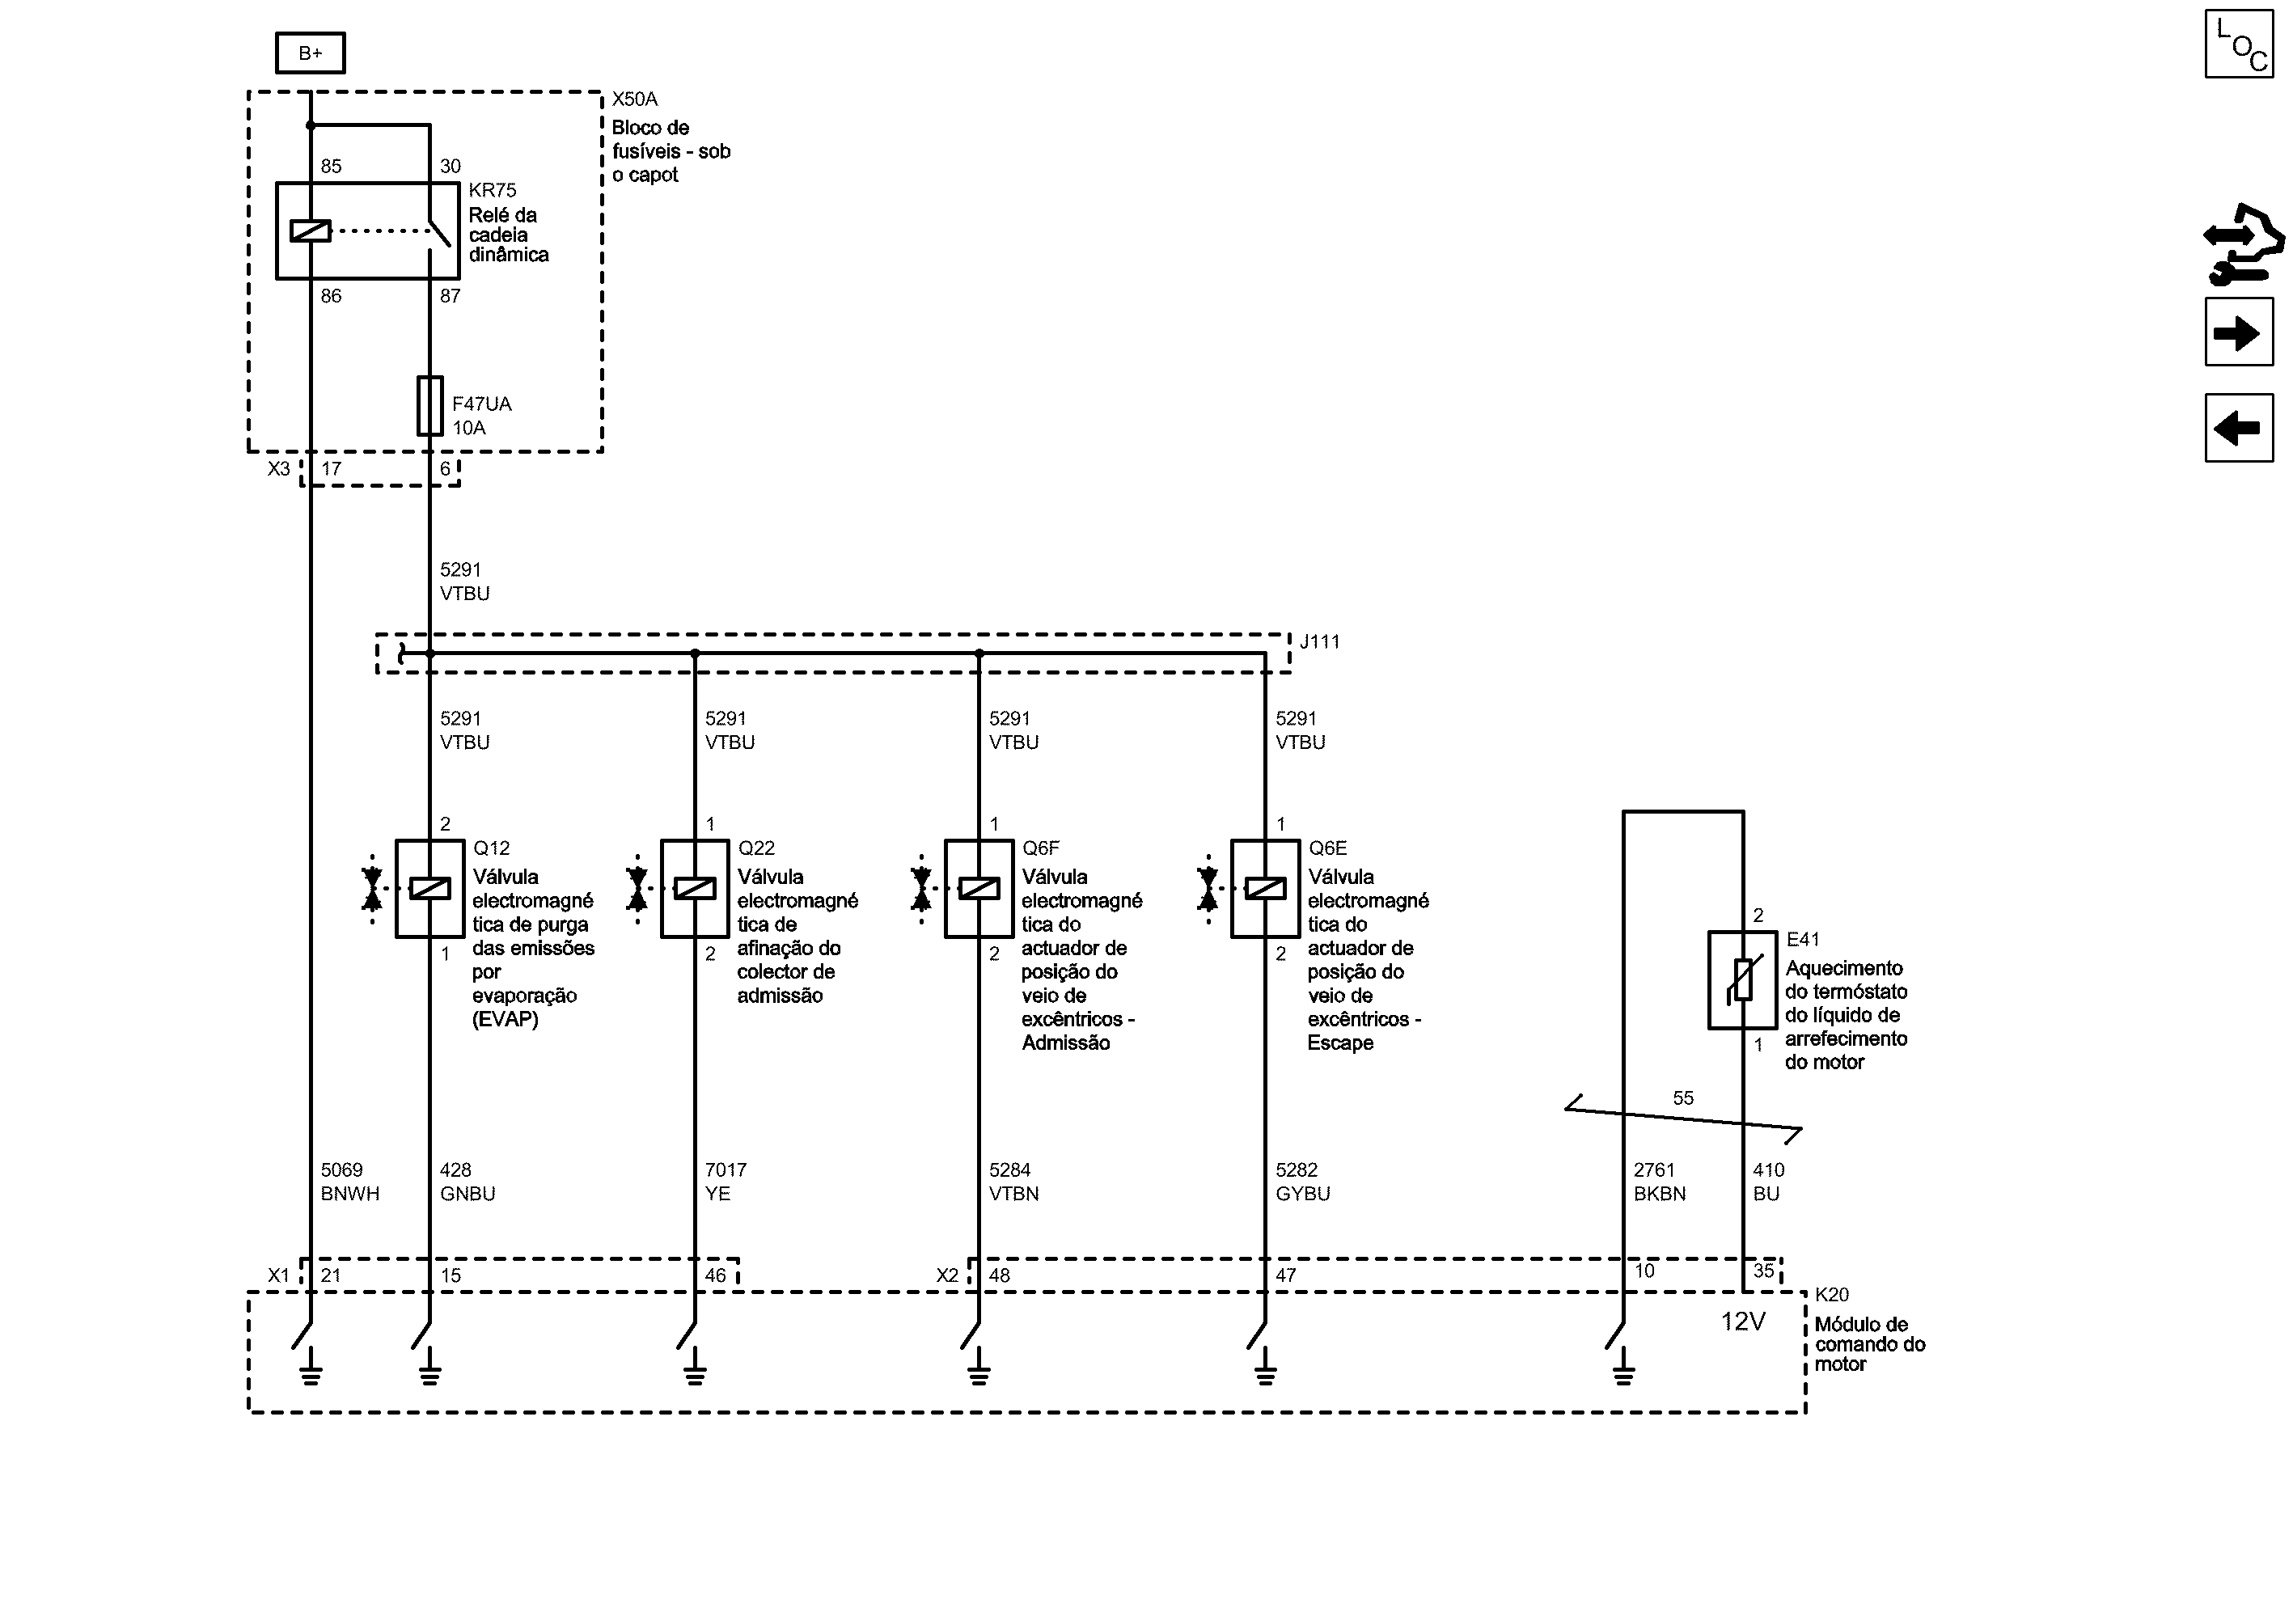 B+
L
O
C
X50A
Bloco de
fusíveis - sob
o capot
85
30
KR75
Relé da
cadeia
dinâmica
86
87
F47UA
10A
X3
17
6
5291
VTBU
J111
5291
VTBU
5291
VTBU
5291
VTBU
5291
VTBU
2
Q12
Válvula
electromagné
tica de purga
das emissões
por
evaporação
(EVAP)
1
1
Q22
Válvula
electromagné
tica de
afinação do
colector de
admissão
2
1
Q6F
Válvula
electromagné
tica do
actuador de
posição do
veio de
excêntricos -
Admissão
2
1
Q6E
Válvula
electromagné
tica do
actuador de
posição do
veio de
excêntricos -
Escape
2
2
E41
Aquecimento
do termóstato
do líquido de
arrefecimento
do motor
1
55
5069
BNWH
428
GNBU
7017
YE
5284
VTBN
5282
GYBU
2761
BKBN
410
BU
X1
21
15
46
X2
48
47
10
35
12V
K20
Módulo de
comando do
motor